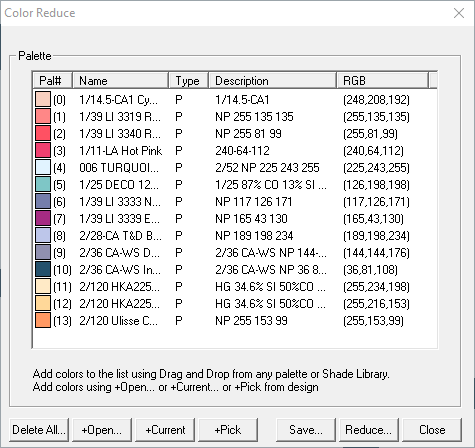 Color Reduce
Palette
Pal# Name Type Description RGB
(0) 1/14.5-CA1 Cy... P 1/14.5-CA1 (248,208,192)
(1) 1/39 LI 3319 R... P NP 255 135 135 (255,135,135)
(2) 1/39 LI 3340 R... P NP 255 81 99 (255,81,99)
(3) 1/11-LA Hot Pink P 240-64-112 (240,64,112)
(4) 006 TURQUOI... P 2/52 NP 225 243 255 (225,243,255)
(5) 1/25 DECO 12... P 1/25 87% CO 13% SI ... (126,198,198)
(6) 1/39 LI 3333 N... P NP 117 126 171 (117,126,171)
(7) 1/39 LI 3339 E... P NP 165 43 130 (165,43,130)
(8) 2/28-CA T&D B... P NP 189 198 234 (189,198,234)
(9) 2/36 CA-WS D... P 2/36 CA-WS NP 144-... (144,144,176)
(10) 2/36 CA-WS In... P 2/36 CA-WS NP 36 8... (36,81,108)
(11) 2/120 HKA225... P HG 34.6% SI 50%CO ... (255,234,198)
(12) 2/120 HKA225... P HG 34.6% SI 50%CO ... (255,216,153)
(13) 2/120 Ulisse C... P NP 255 153 99 (255,153,99)
Add colors to the list using Drag and Drop from any palette or Shade Library.
Add colors using +Open... or +Current... or +Pick from design
Delete All... +Open... +Current +Pick Save... Reduce... Close